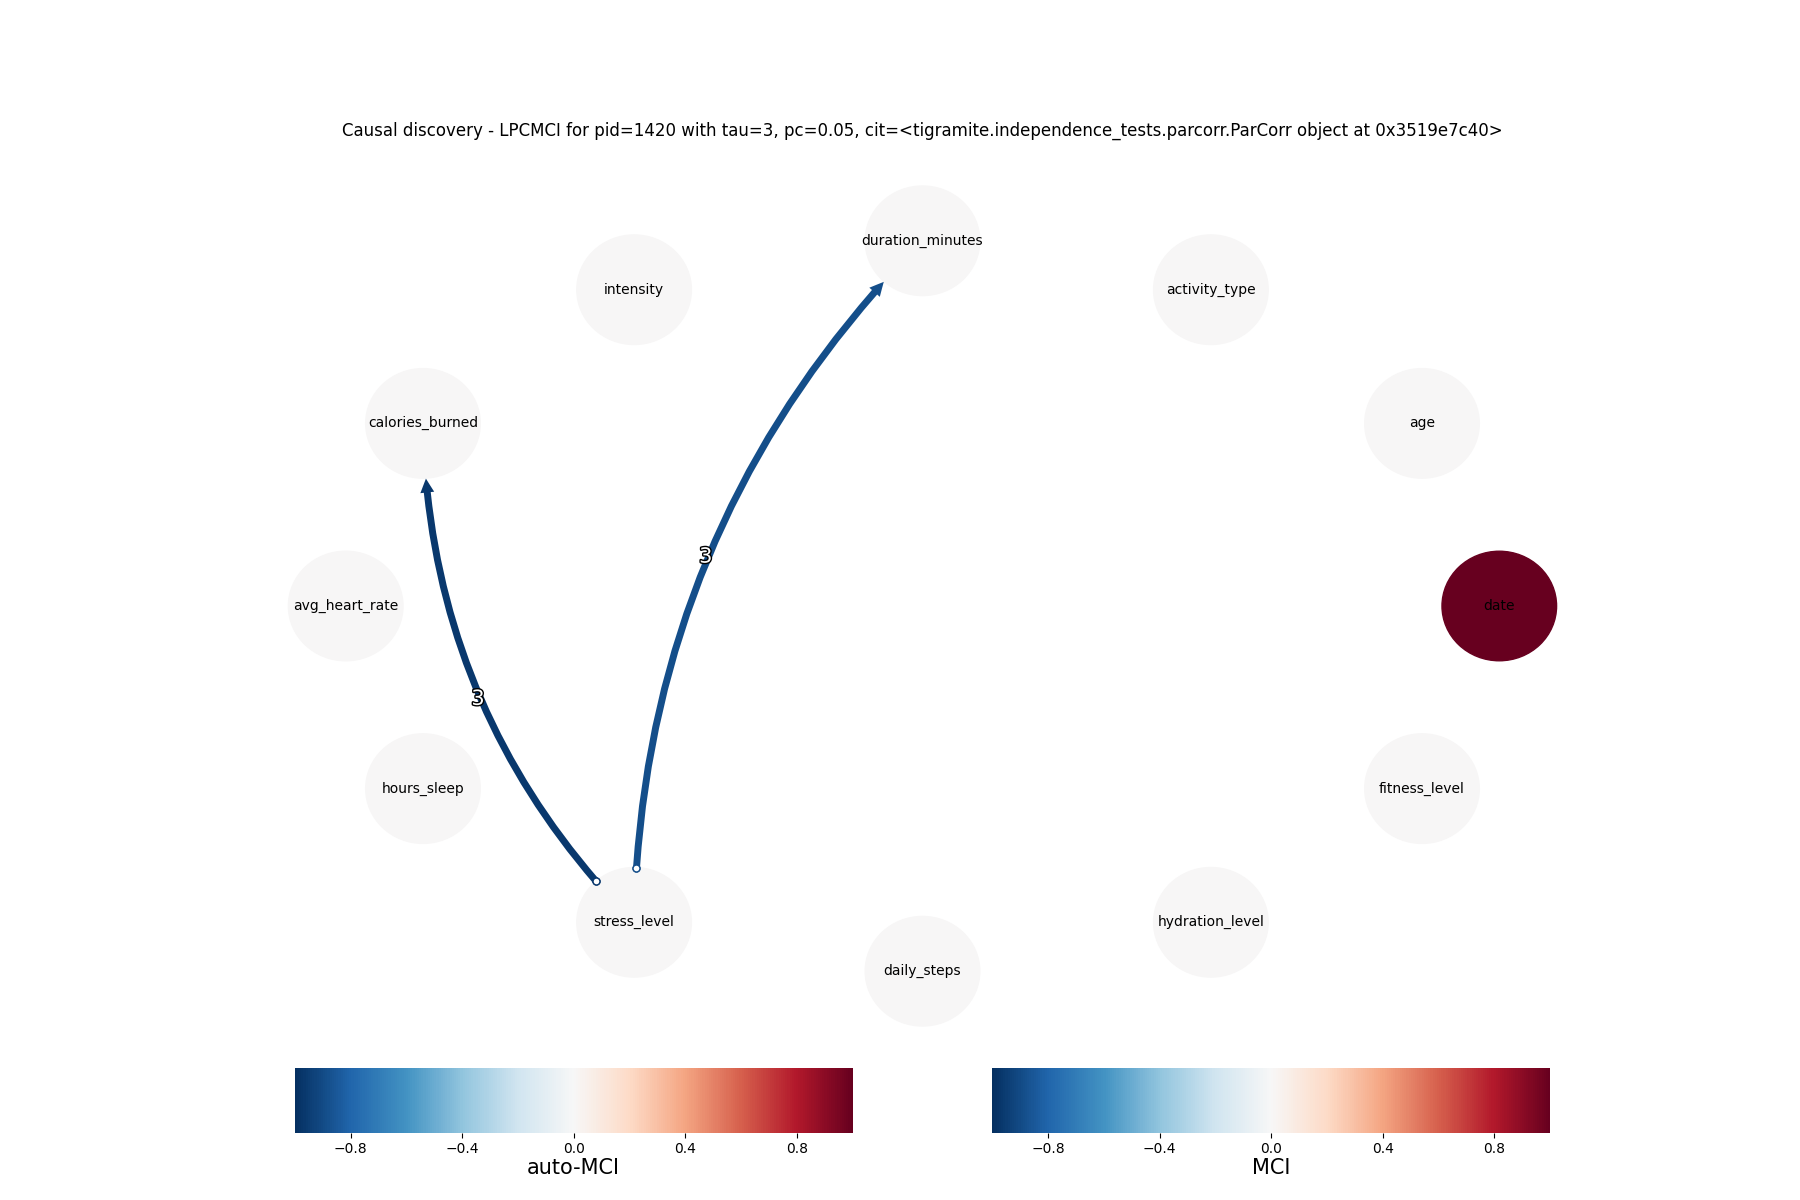 Causal discovery - LPCMCI for pid=1420 with tau=3, pc=0.05, cit=<tigramite.independence_tests.parcorr.ParCorr object at 0x3519e7c40>
duration_minutes
intensity
activity_type
calories_burned
age
3
avg_heart_rate
date
3
hours_sleep
fitness_level
stress_level
hydration_level
daily_steps
−0.8 −0.4 0.0 0.4 0.8
auto-MCI
−0.8 −0.4 0.0 0.4 0.8
MCI